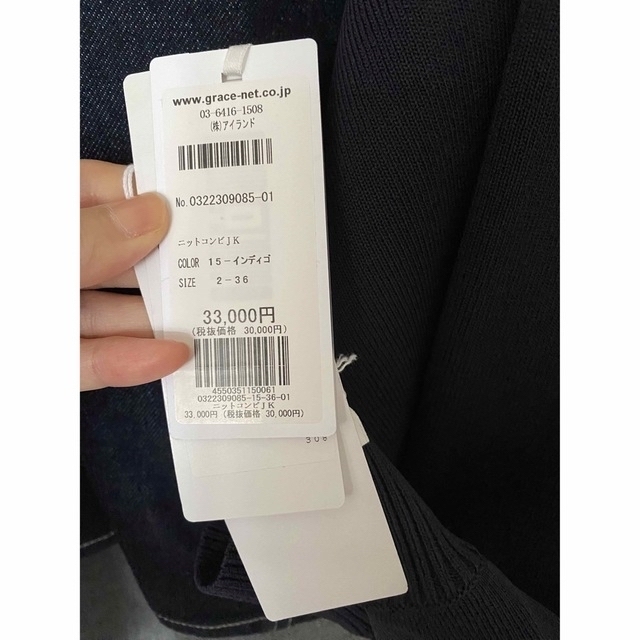 www.grace-net.co.jp
03-6416-1508
(株)アイランド
No.0322309085-01
ニットコンビJK
COLOR 15-インディゴ
SIZE 2-36
33,000円
(税抜価格 30,000円)
4550351150061
0322309085-15-36-01
ニットコンビJK
33,000円 (税抜価格 30,000円)
306